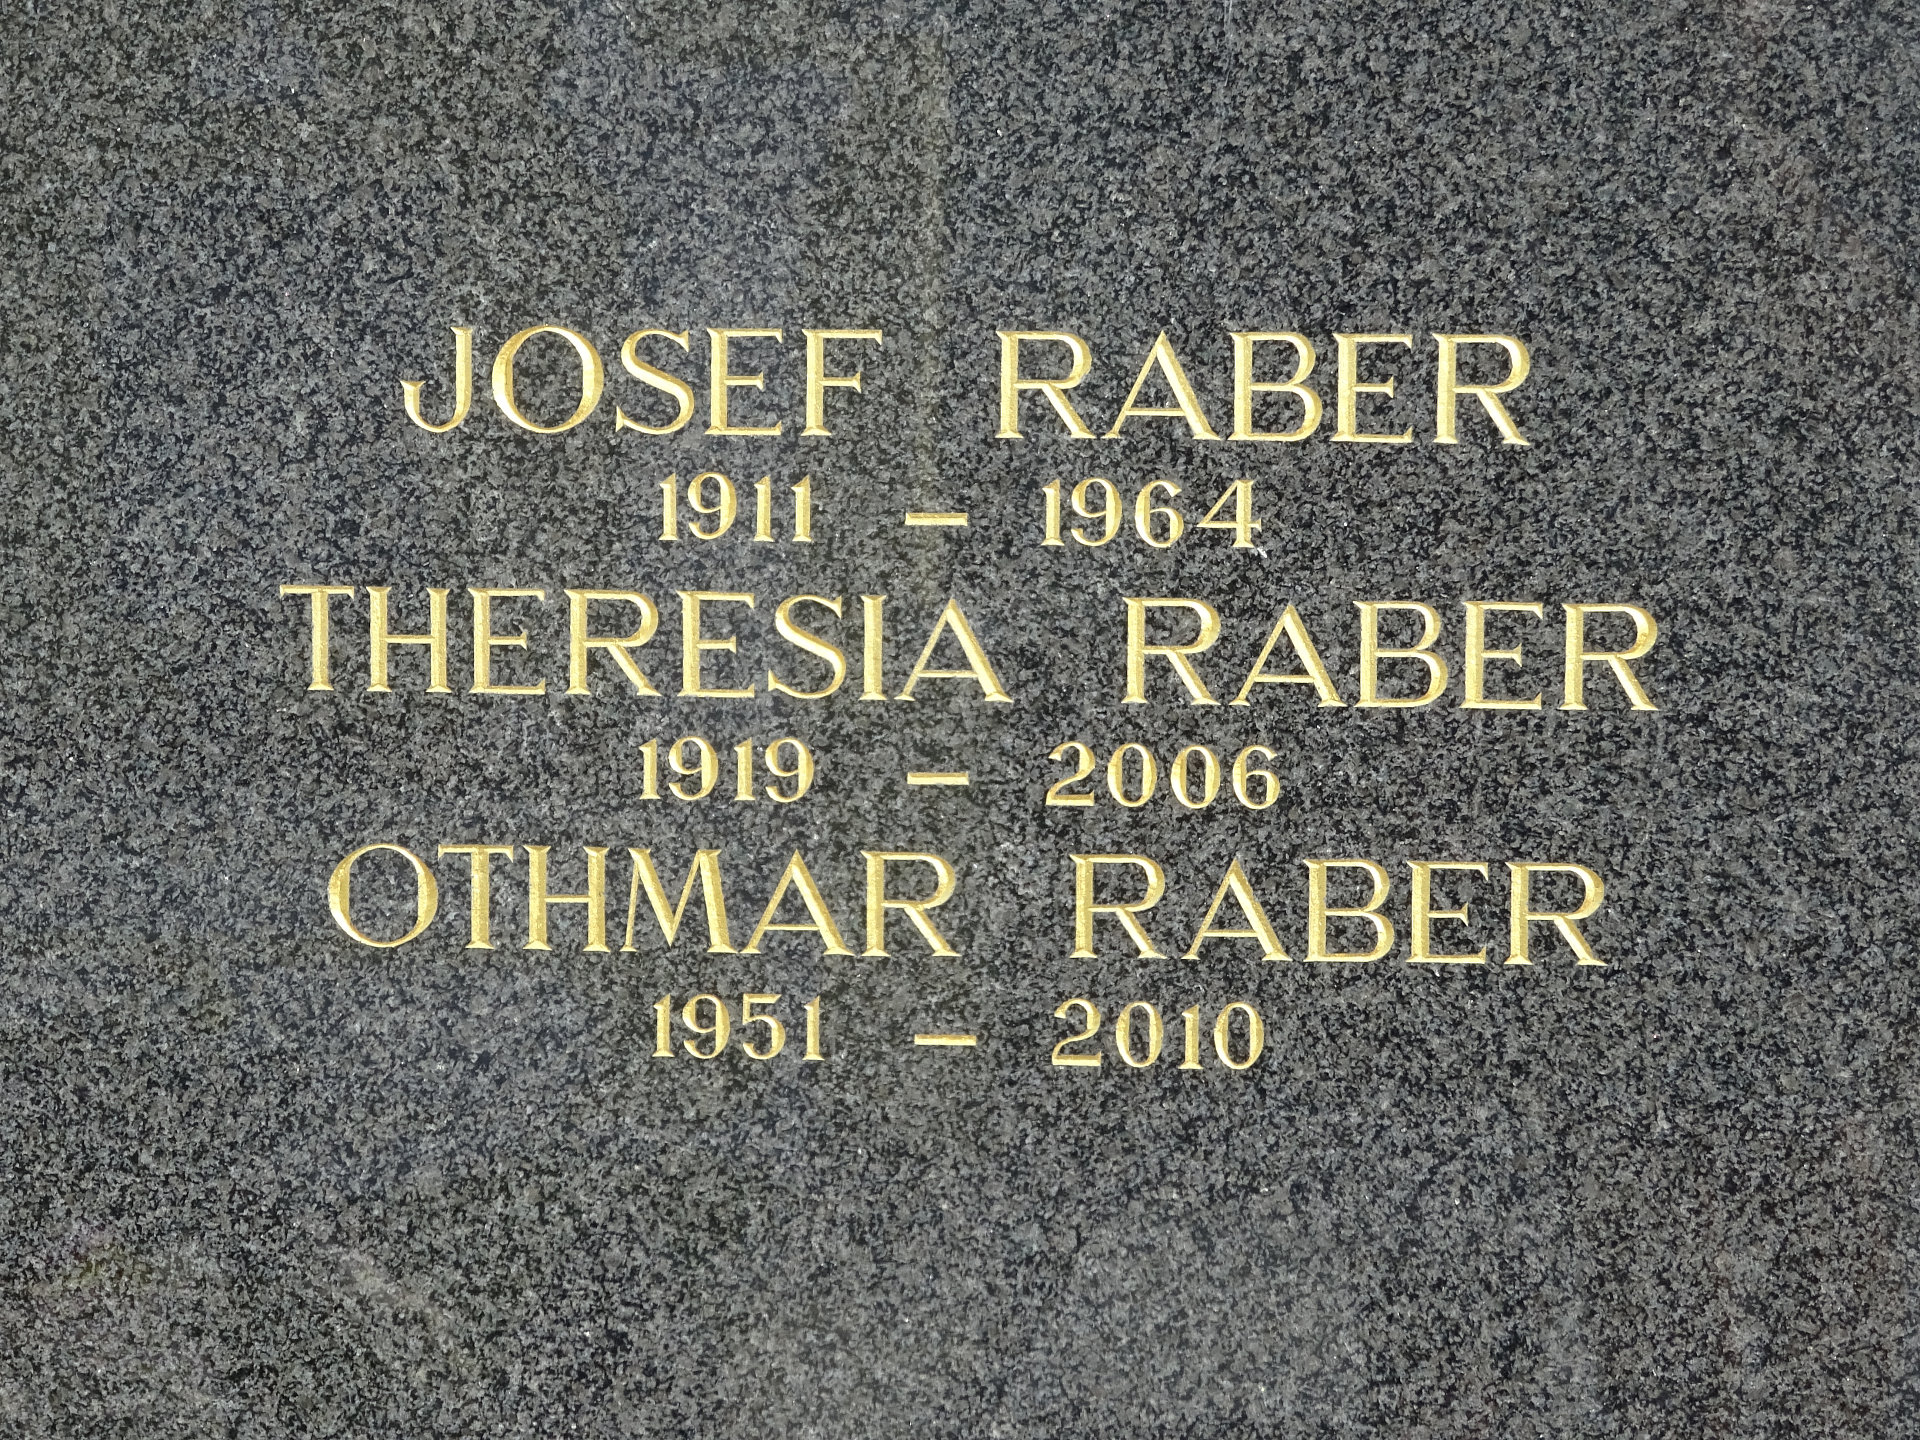 JOSEF RABER
1911 – 1964
THERESIA RABER
1919 – 2006
OTHMAR RABER
1951 – 2010